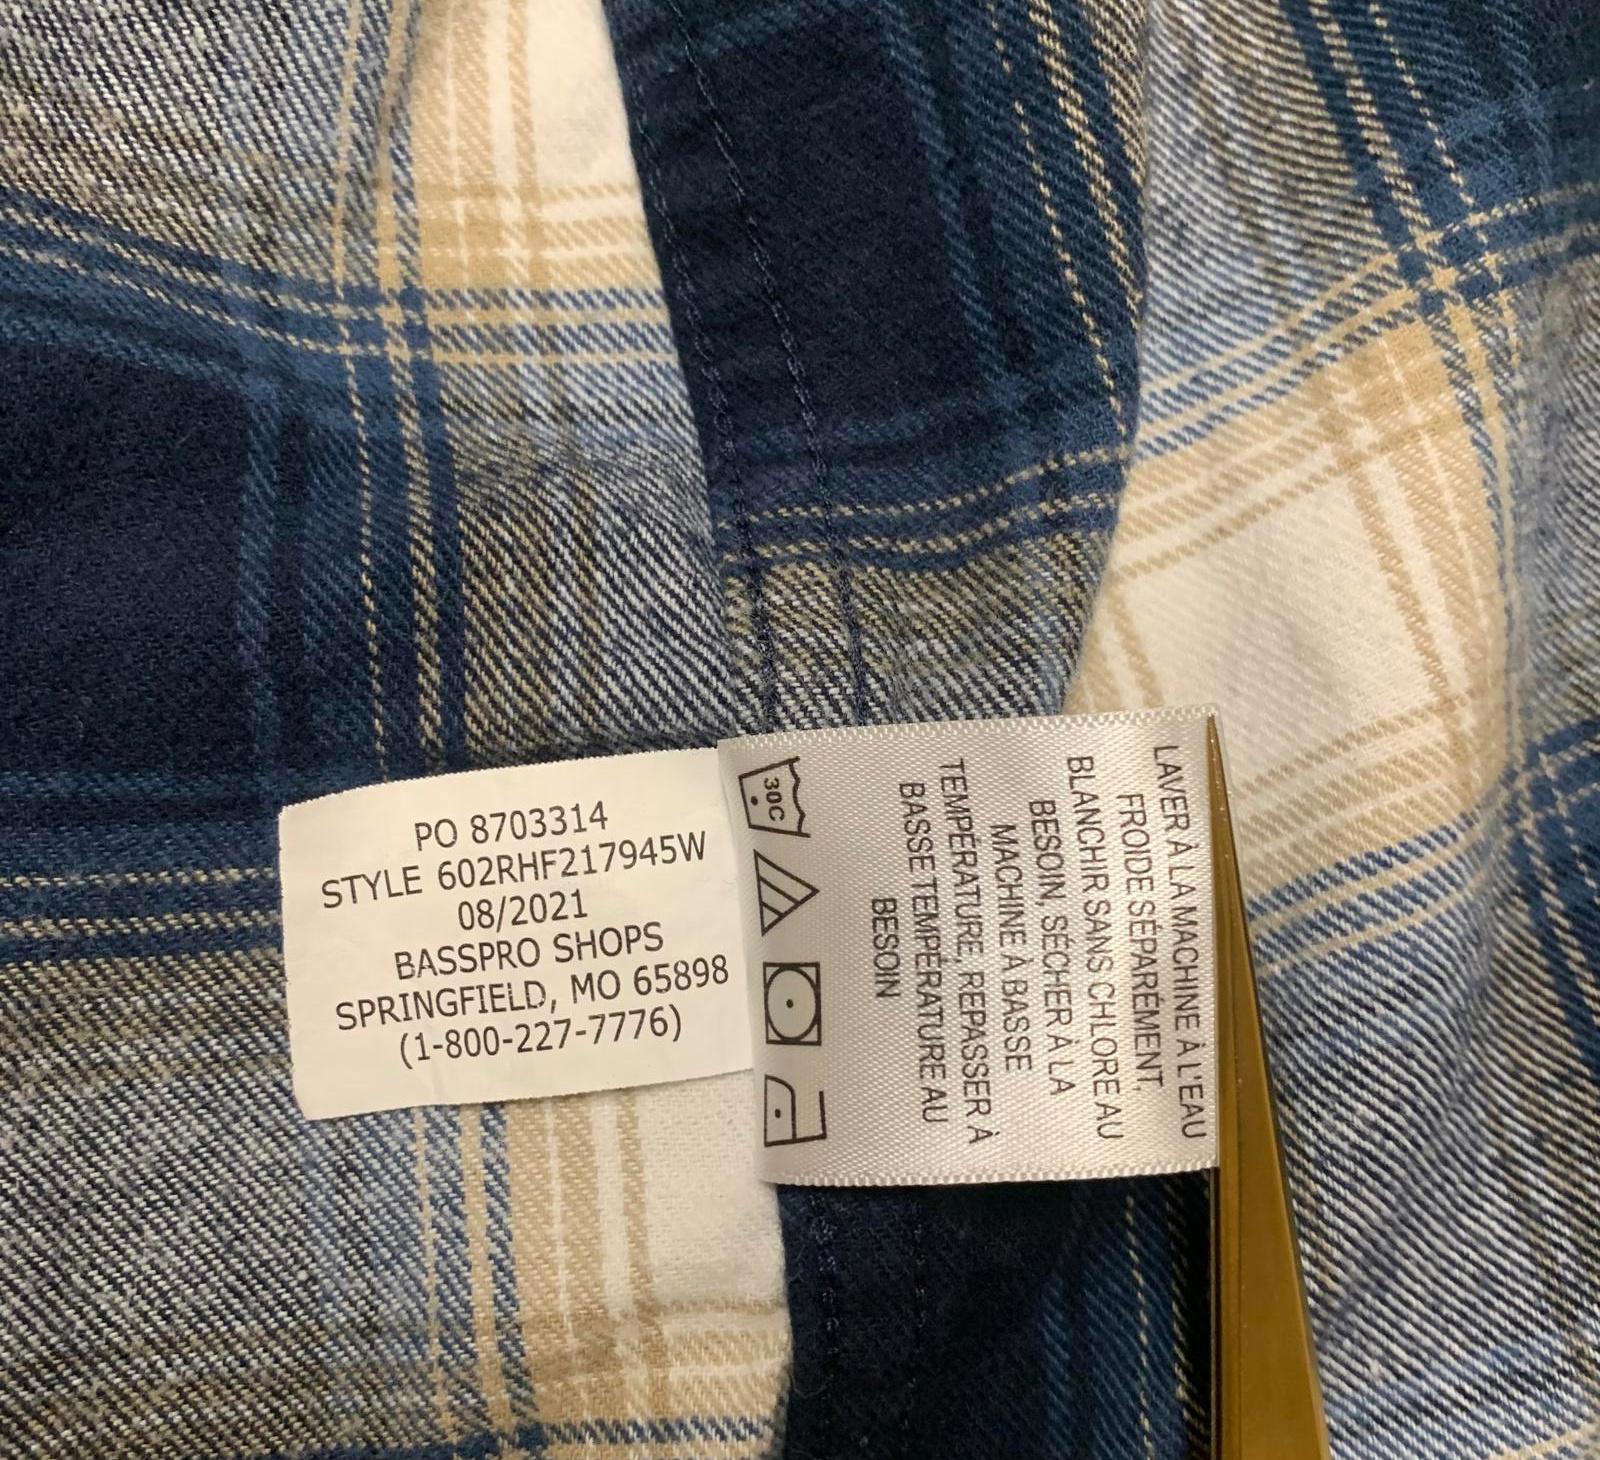 PO 8703314
STYLE 602RHF217945W
08/2021
BASSPRO SHOPS
SPRINGFIELD, MO 65898
(1-800-227-7776)
LAVER À LA MACHINE À L'EAU
FROIDE SÉPARÉMENT,
BLANCHIR SANS CHLORE AU
BESOIN, SÉCHER À LA
MACHINE À BASSE
TEMPÉRATURE, REPASSER À
BASSE TEMPÉRATURE AU
BESOIN
30C